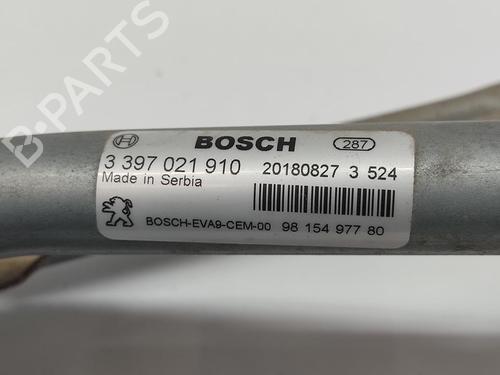 B-PARTS
BOSCH 287
3 397 021 910 20180827 3 524
Made in Serbia
BOSCH-EVA9-CEM-00 98 154 977 80